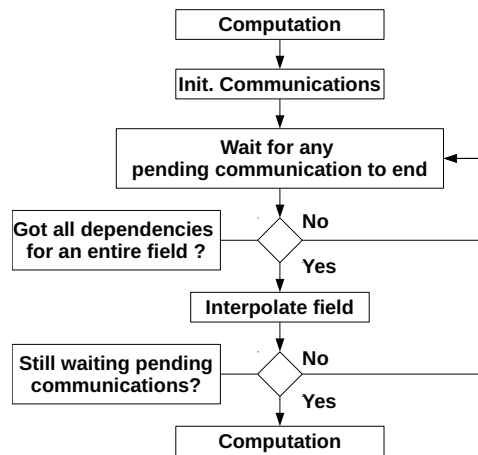 Computation
Init. Communications
Wait for any
pending communication to end
Got all dependencies
for an entire field ?
No
Yes
Interpolate field
Still waiting pending
communications?
No
Yes
Computation